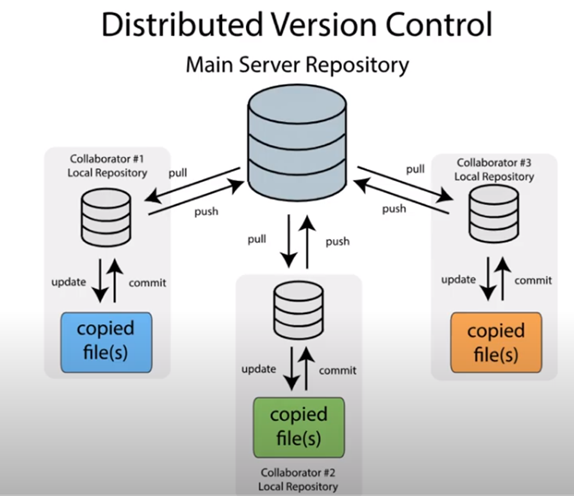 Distributed Version Control
Main Server Repository
Collaborator #1
Local Repository
pull
push
update
commit
copied
file(s)
pull
push
update
commit
copied
file(s)
Collaborator #2
Local Repository
Collaborator #3
Local Repository
pull
push
update
commit
copied
file(s)